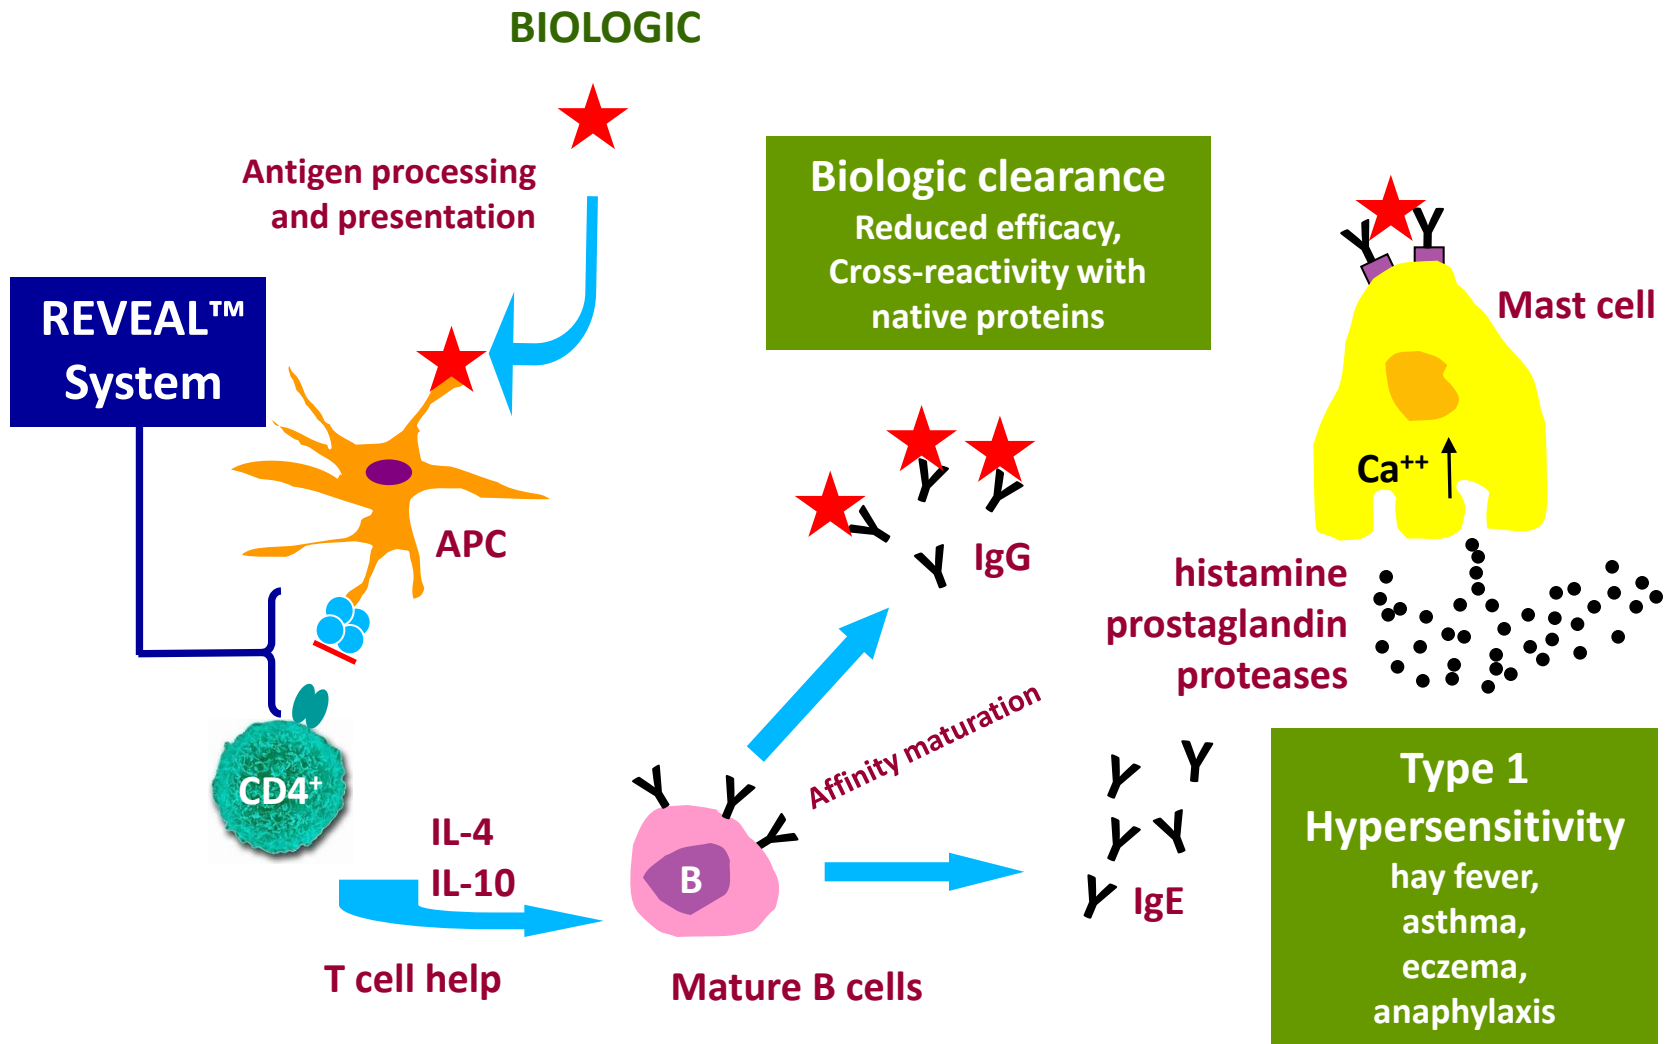 BIOLOGIC
Antigen processing
and presentation
REVEAL™
System
APC
CD4⁺
IL-4
IL-10
T cell help
B
Mature B cells
Biologic clearance
Reduced efficacy,
Cross-reactivity with
native proteins
IgG
Affinity maturation
IgE
Mast cell
Ca⁺⁺
histamine
prostaglandin
proteases
Type 1
Hypersensitivity
hay fever,
asthma,
eczema,
anaphylaxis